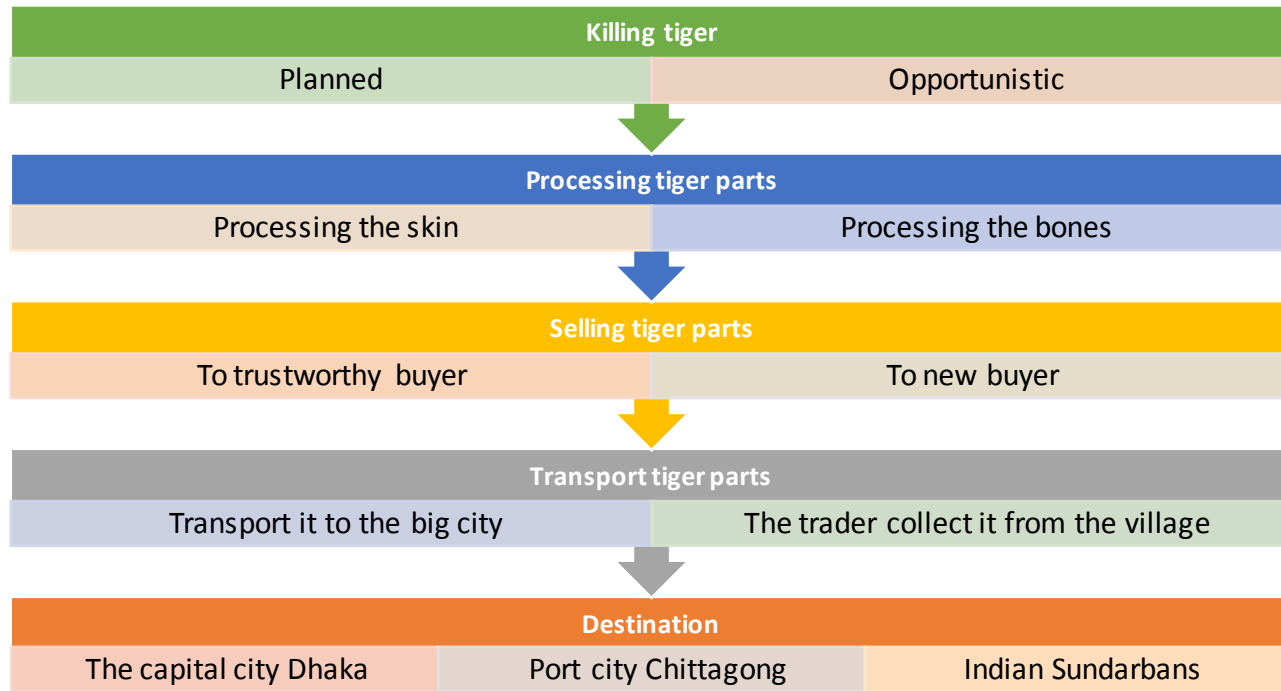 Killing tiger
Planned
Opportunistic
Processing tiger parts
Processing the skin
Processing the bones
Selling tiger parts
To trustworthy buyer
To new buyer
Transport tiger parts
Transport it to the big city
The trader collect it from the village
Destination
The capital city Dhaka
Port city Chittagong
Indian Sundarbans